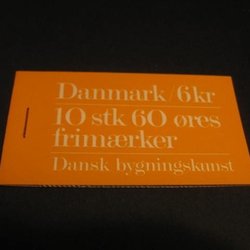 Danmark/6kr
10 stk 60 øres
frimærker
Dansk bygningskunst